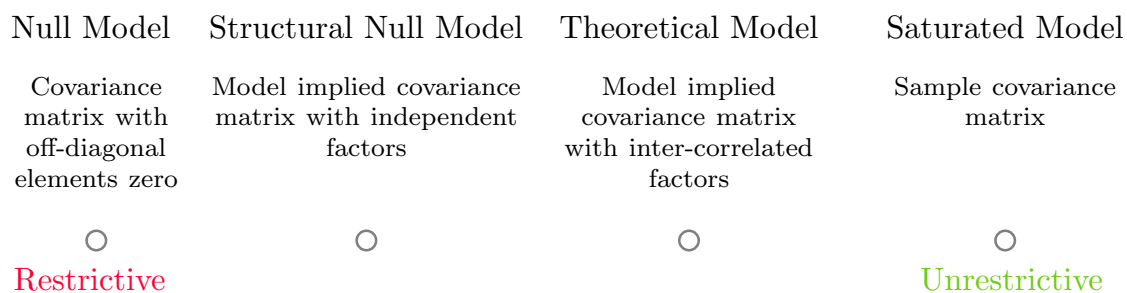 Null Model
Covariance
matrix with
off-diagonal
elements zero
Restrictive
Structural Null Model
Model implied covariance
matrix with independent
factors
Theoretical Model
Model implied
covariance matrix
with inter-correlated
factors
Saturated Model
Sample covariance
matrix
Unrestrictive